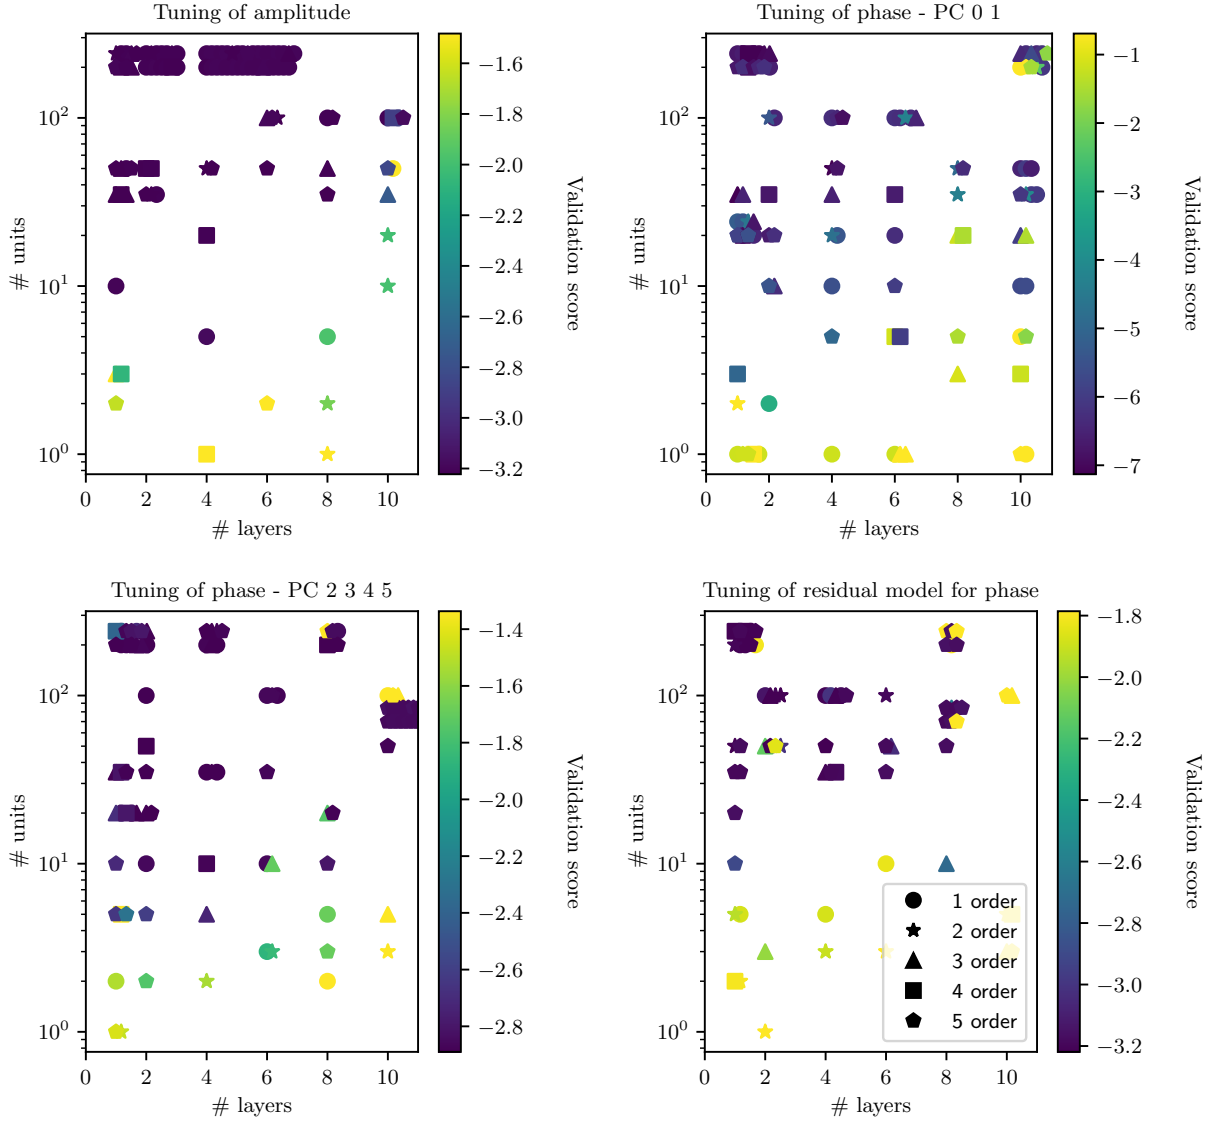 Tuning of amplitude
# units
10²
10¹
10⁰
0 2 4 6 8 10
# layers
−1.6
−1.8
−2.0
−2.2
−2.4
−2.6
−2.8
−3.0
−3.2
Validation score
Tuning of phase - PC 0 1
# units
10²
10¹
10⁰
0 2 4 6 8 10
# layers
−1
−2
−3
−4
−5
−6
−7
Validation score
Tuning of phase - PC 2 3 4 5
# units
10²
10¹
10⁰
0 2 4 6 8 10
# layers
−1.4
−1.6
−1.8
−2.0
−2.2
−2.4
−2.6
−2.8
Validation score
Tuning of residual model for phase
# units
10²
10¹
10⁰
0 2 4 6 8 10
# layers
1 order
2 order
3 order
4 order
5 order
−1.8
−2.0
−2.2
−2.4
−2.6
−2.8
−3.0
−3.2
Validation score